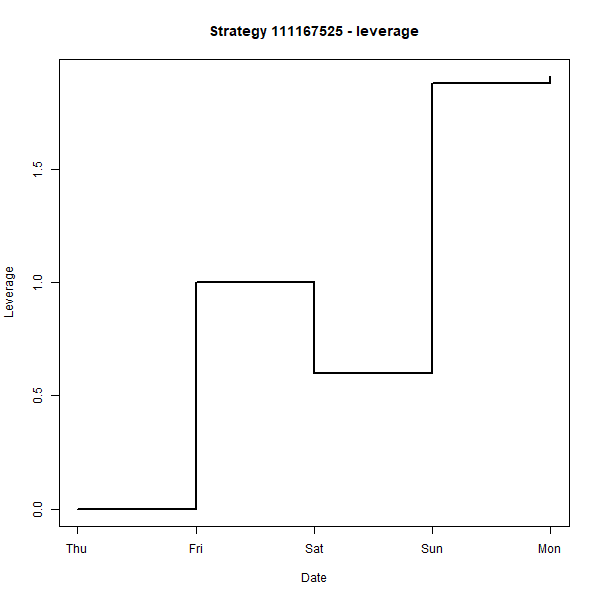 Strategy 111167525 - leverage
Leverage
1.5
1.0
0.5
0.0
Thu Fri Sat Sun Mon
Date